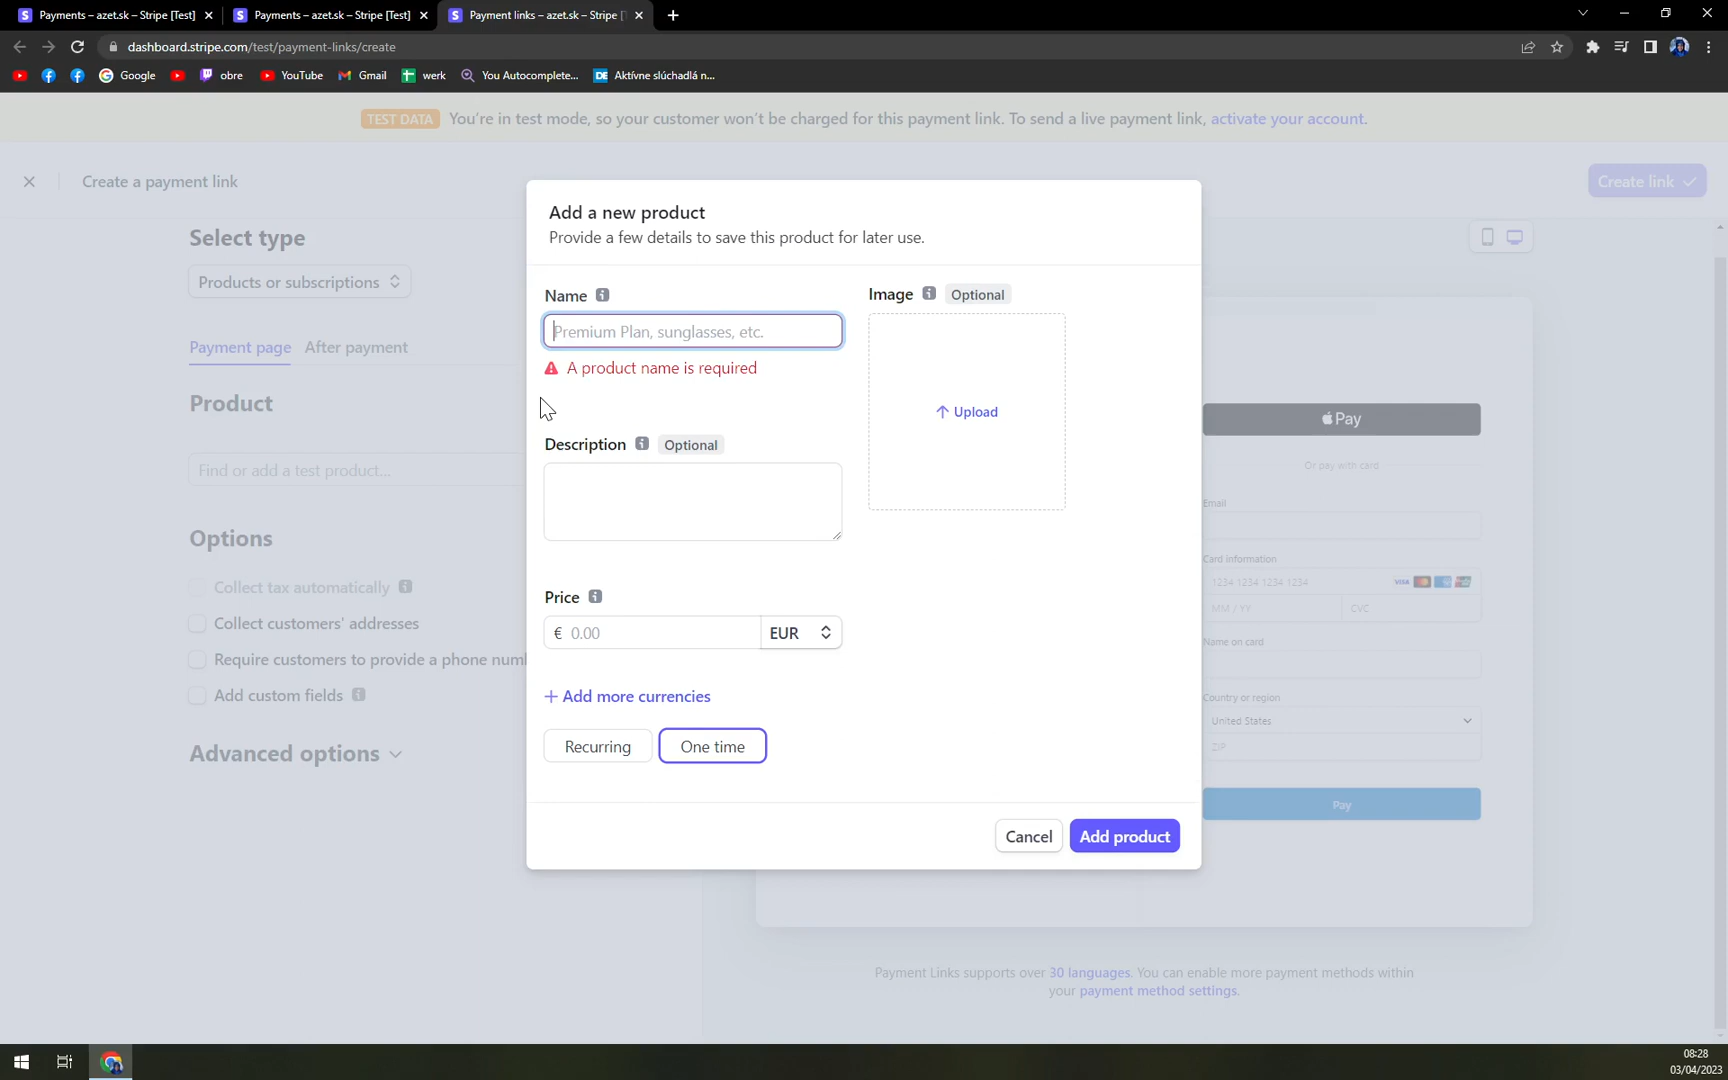 Payments – azet.sk – Stripe [Test]
Payments – azet.sk – Stripe [Test]
Payment links – azet.sk – Stripe [
dashboard.stripe.com/test/payment-links/create
Google
obre
YouTube
Gmail
werk
You Autocomplete...
DE Aktívne slúchadlá n...
TEST DATA You're in test mode, so your customer won't be charged for this payment link. To send a live payment link, activate your account.
Create a payment link
Create link
Select type
Products or subscriptions
Payment page After payment
Product
Find or add a test product...
Options
Collect tax automatically
Collect customers' addresses
Require customers to provide a phone num
Add custom fields
Advanced options
Add a new product
Provide a few details to save this product for later use.
Name
Premium Plan, sunglasses, etc.
A product name is required
Description Optional
Price
€ 0.00 EUR
+ Add more currencies
Recurring One time
Image Optional
Upload
Cancel Add product
Pay
Or pay with card
Email
Card information
1234 1234 1234 1234 VISA
MM / YY CVC
Name on card
Country or region
United States
ZIP
Pay
Payment Links supports over 30 languages. You can enable more payment methods within
your payment method settings.
08:28
03/04/2023